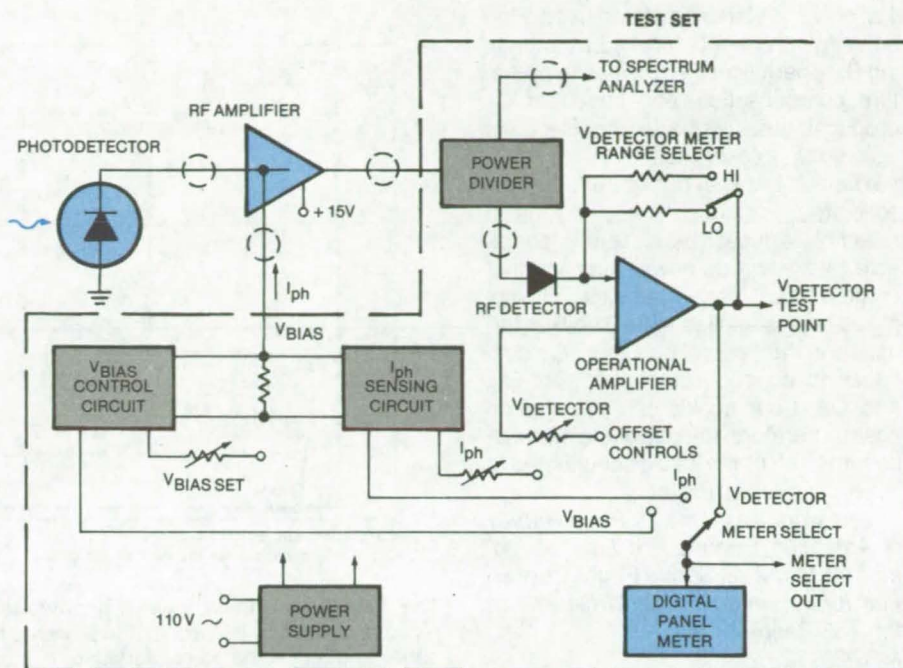 TEST SET
TO SPECTRUM
ANALYZER
RF AMPLIFIER
PHOTODETECTOR
POWER
DIVIDER
VDETECTOR METER
RANGE SELECT
HI
LO
+ 15V
Iph
RF DETECTOR
VDETECTOR
TEST
POINT
VBIAS
VBIAS
CONTROL
CIRCUIT
Iph
SENSING
CIRCUIT
OPERATIONAL
AMPLIFIER
VDETECTOR
OFFSET
CONTROLS
Iph
VBIAS SET
Iph
VDETECTOR
VBIAS
METER SELECT
METER
SELECT
OUT
110 V ~
POWER
SUPPLY
DIGITAL
PANEL
METER